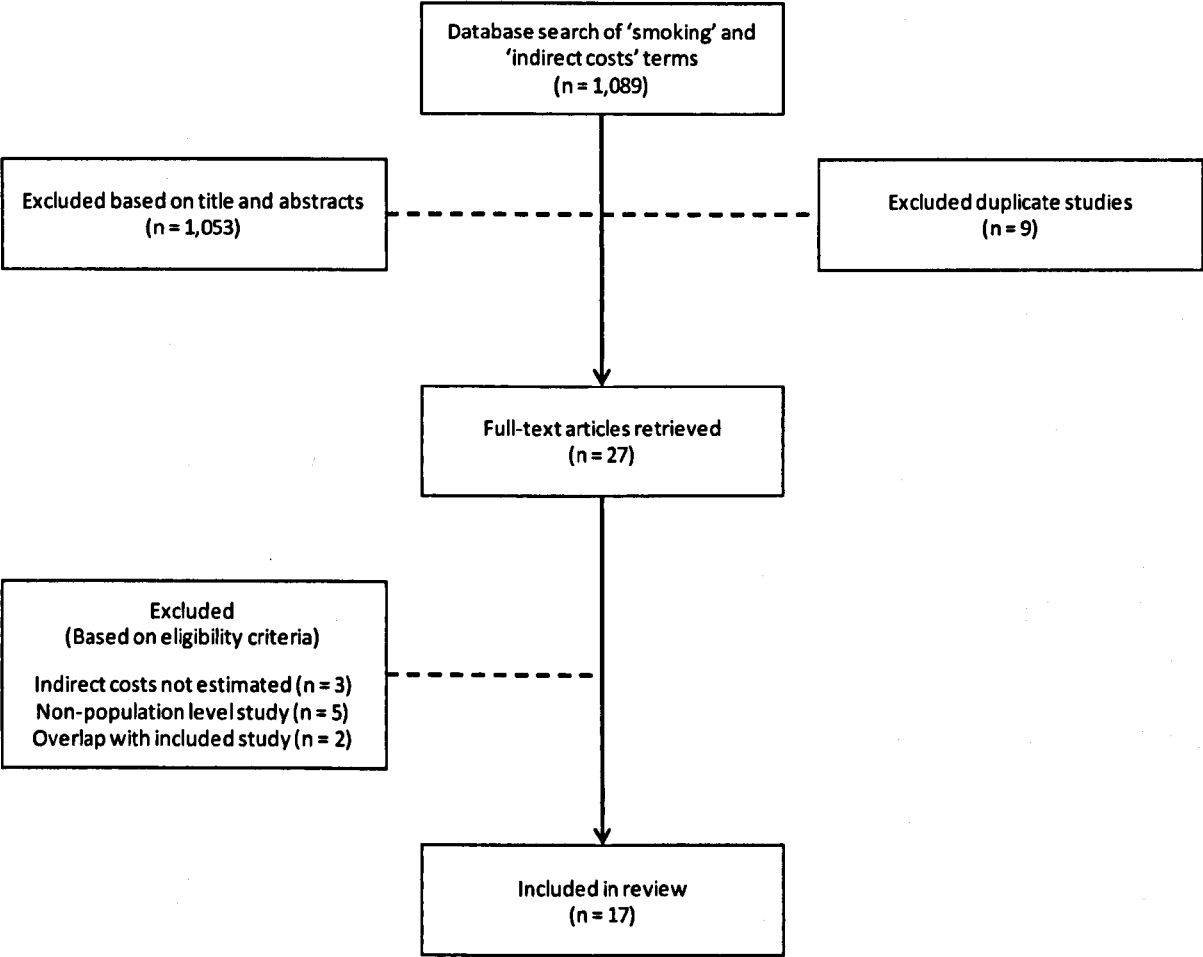 Database search of ‘smoking’ and
‘indirect costs’ terms
(n = 1,089)
Excluded based on title and abstracts
(n = 1,053)
Excluded duplicate studies
(n = 9)
Full-text articles retrieved
(n = 27)
Excluded
(Based on eligibility criteria)
Indirect costs not estimated (n = 3)
Non-population level study (n = 5)
Overlap with included study (n = 2)
Included in review
(n = 17)